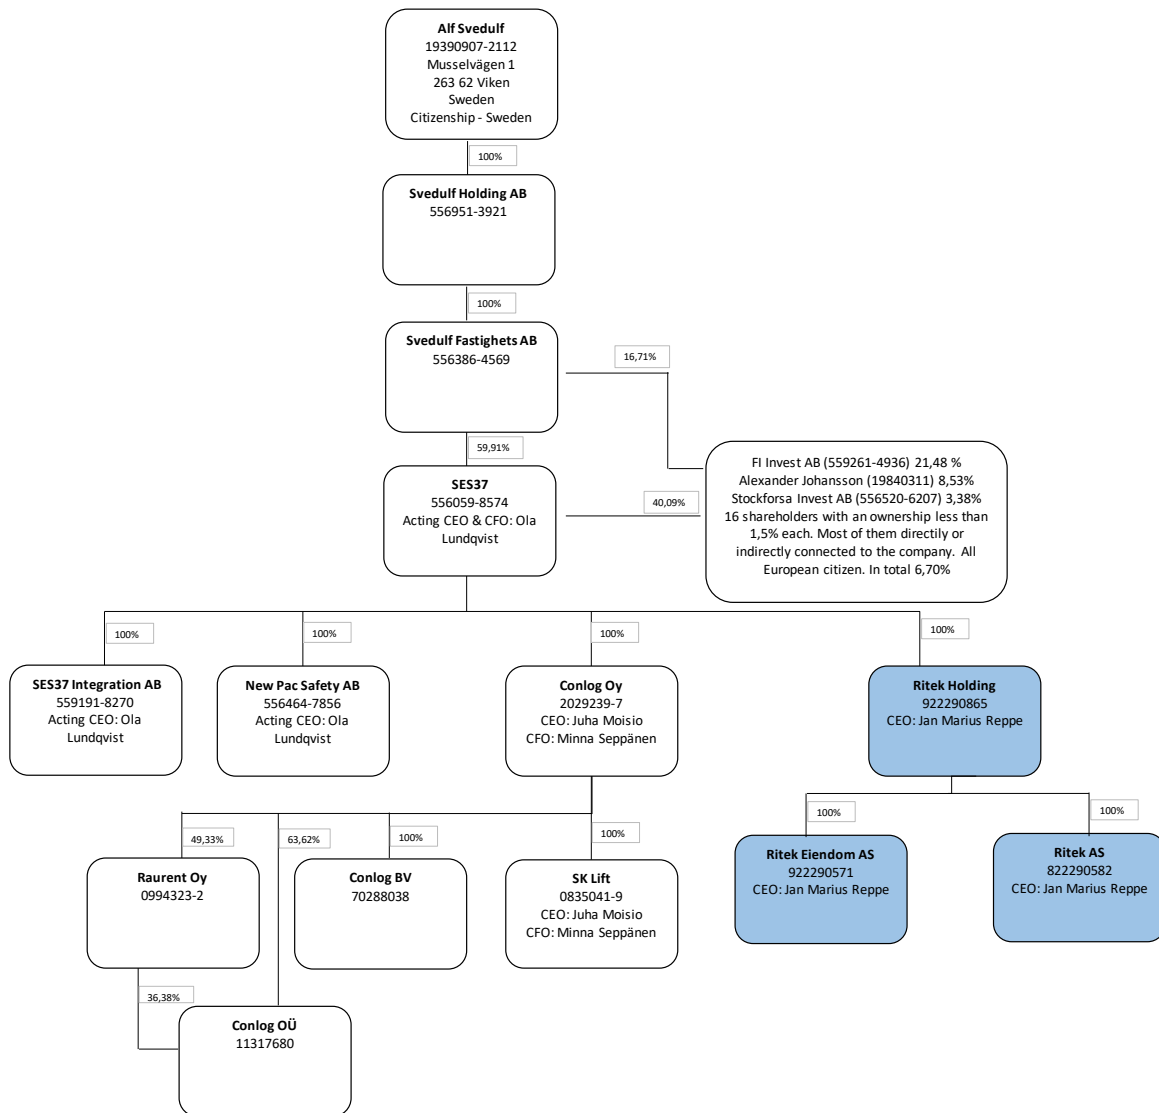 Alf Svedulf
19390907-2112
Musselvägen 1
263 62 Viken
Sweden
Citizenship - Sweden
100%
Svedulf Holding AB
556951-3921
100%
Svedulf Fastighets AB
556386-4569
16,71%
59,91%
SES37
556059-8574
Acting CEO & CFO: Ola
Lundqvist
40,09%
FI Invest AB (559261-4936) 21,48 %
Alexander Johansson (19840311) 8,53%
Stockforsa Invest AB (556520-6207) 3,38%
16 shareholders with an ownership less than
1,5% each. Most of them directily or
indirectly connected to the company. All
European citizen. In total 6,70%
100%
100%
100%
100%
SES37 Integration AB
559191-8270
Acting CEO: Ola
Lundqvist
New Pac Safety AB
556464-7856
Acting CEO: Ola
Lundqvist
Conlog Oy
2029239-7
CEO: Juha Moisio
CFO: Minna Seppänen
Ritek Holding
922290865
CEO: Jan Marius Reppe
49,33%
63,62%
100%
100%
100%
100%
Raurent Oy
0994323-2
Conlog BV
70288038
SK Lift
0835041-9
CEO: Juha Moisio
CFO: Minna Seppänen
Ritek Eiendom AS
922290571
CEO: Jan Marius Reppe
Ritek AS
822290582
CEO: Jan Marius Reppe
36,38%
Conlog OÜ
11317680